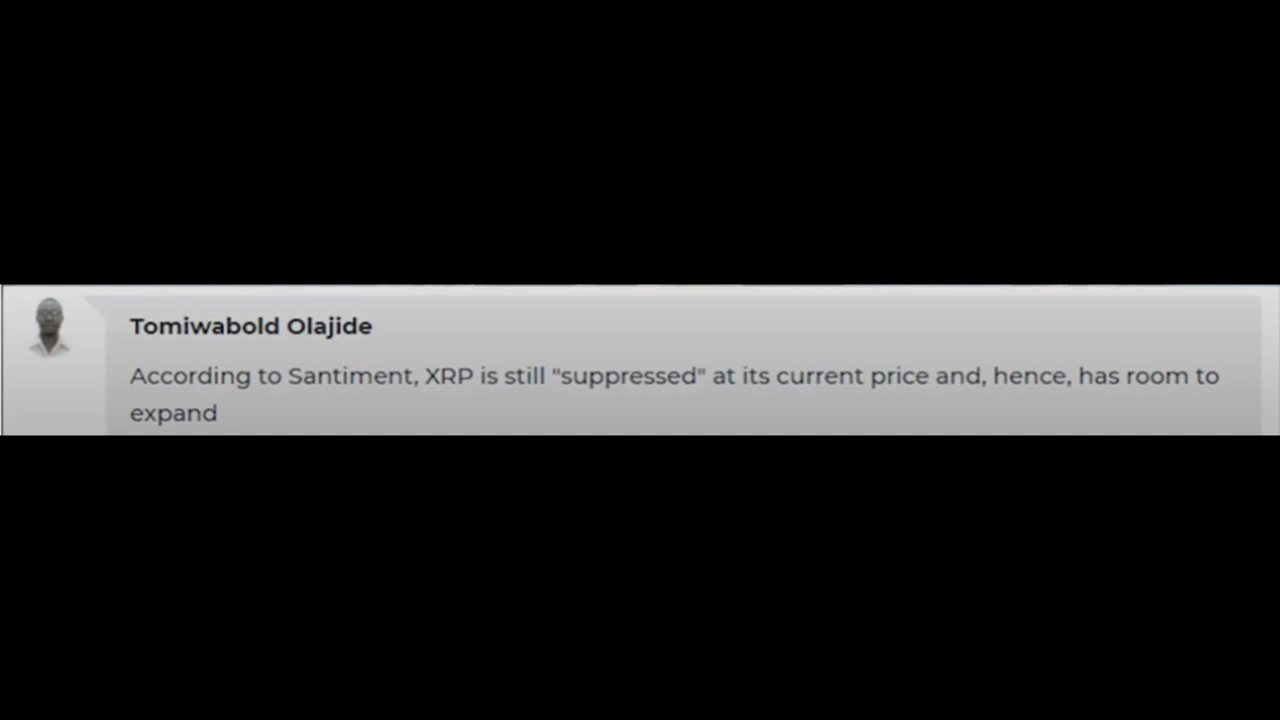 Tomiwabold Olajide
According to Santiment, XRP is still "suppressed" at its current price and, hence, has room to
expand